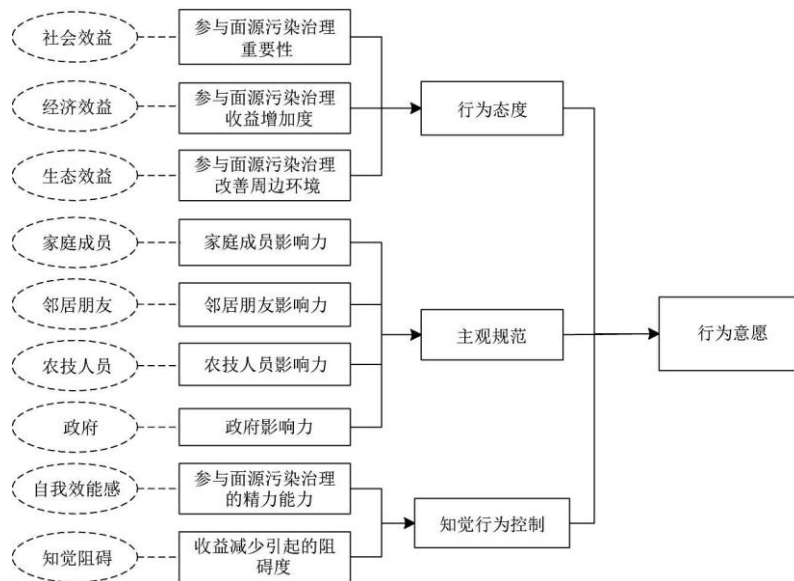 社会效益
参与面源污染治理
重要性
经济效益
参与面源污染治理
收益增加度
行为态度
生态效益
参与面源污染治理
改善周边环境
家庭成员
家庭成员影响力
邻居朋友
邻居朋友影响力
主观规范
行为意愿
农技人员
农技人员影响力
政府
政府影响力
自我效能感
参与面源污染治理
的精力能力
知觉行为控制
知觉阻碍
收益减少引起的阻
碍度